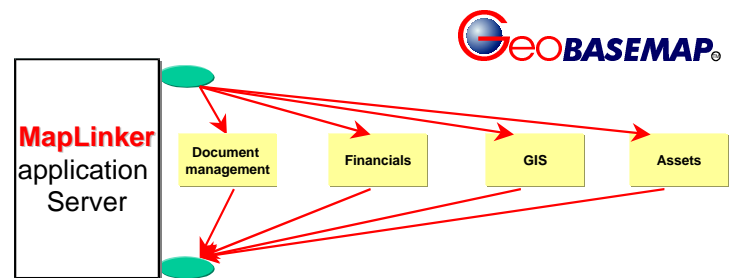 GeoBASEMAP
MapLinker
application
Server
Document
management
Financials
GIS
Assets